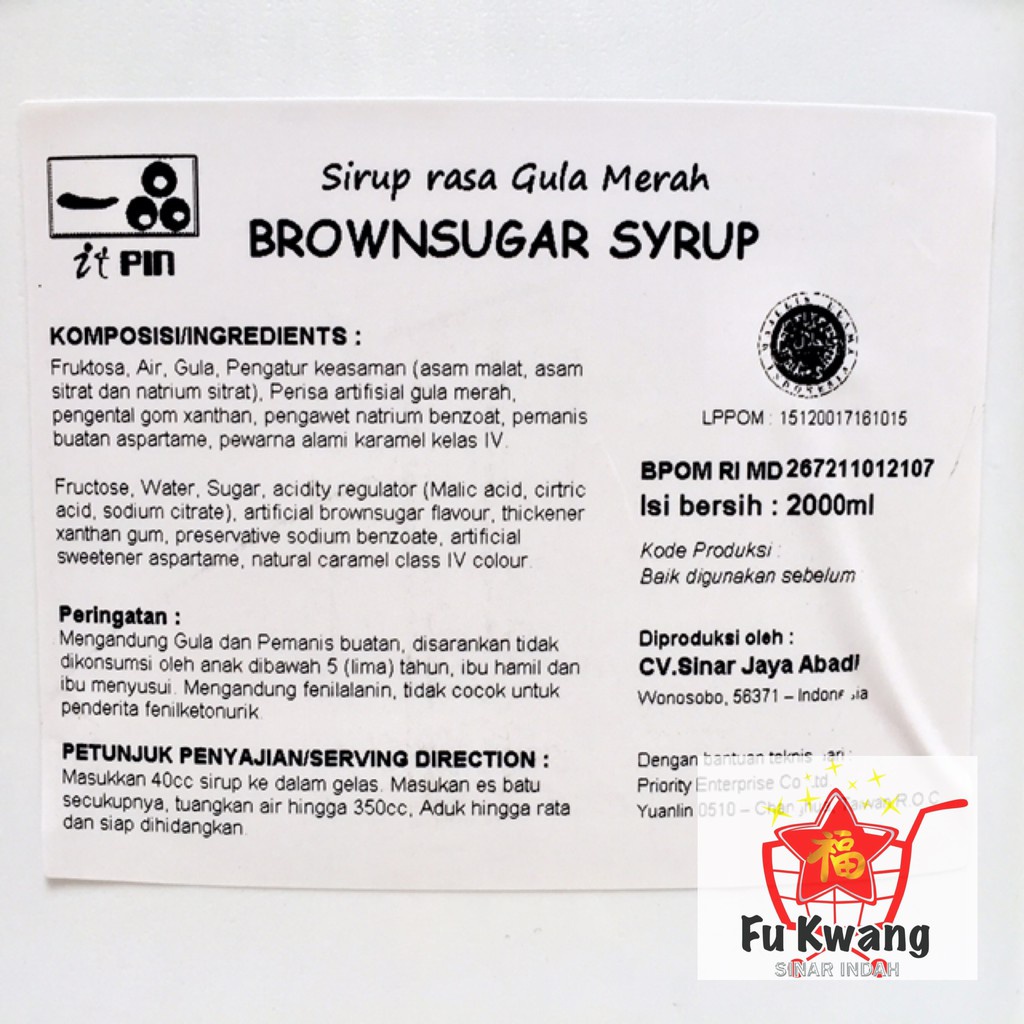 it PIN
Sirup rasa Gula Merah
BROWNSUGAR SYRUP
KOMPOSISI/INGREDIENTS :
Fruktosa, Air, Gula, Pengatur keasaman (asam malat, asam
sitrat dan natrium sitrat), Perisa artifisial gula merah,
pengental gom xanthan, pengawet natrium benzoat, pemanis
buatan aspartame, pewarna alami karamel kelas IV.
Fructose, Water, Sugar, acidity regulator (Malic acid, cirtric
acid, sodium citrate), artificial brownsugar flavour, thickener
xanthan gum, preservative sodium benzoate, artificial
sweetener aspartame, natural caramel class IV colour.
Peringatan :
Mengandung Gula dan Pemanis buatan, disarankan tidak
dikonsumsi oleh anak dibawah 5 (lima) tahun, ibu hamil dan
ibu menyusui. Mengandung fenilalanin, tidak cocok untuk
penderita fenilketonurik.
PETUNJUK PENYAJIAN/SERVING DIRECTION :
Masukkan 40cc sirup ke dalam gelas. Masukan es batu
secukupnya, tuangkan air hingga 350cc, Aduk hingga rata
dan siap dihidangkan.
MAJELIS ULAMA
INDONESIA
LPPOM : 15120017161015
BPOM RI MD 267211012107
Isi bersih : 2000ml
Kode Produksi :
Baik digunakan sebelum
Diproduksi oleh :
CV.Sinar Jaya Abadi
Wonosobo, 56371 – Indonesia
Dengan bantuan teknis dari :
Priority Enterprise Co Ltd
Yuanlin 0510 – Taiwan R.O.C
福
Fu Kwang
SINAR INDAH